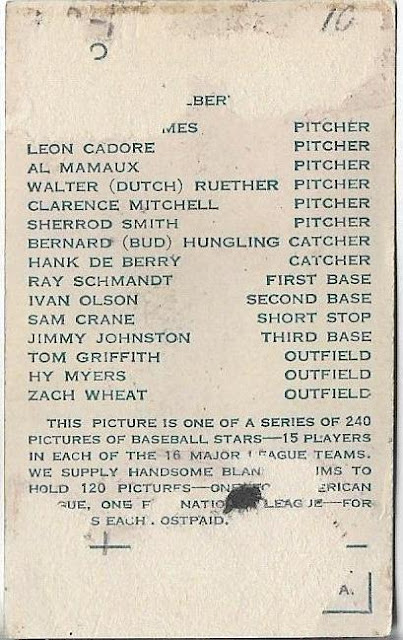 10
LBER
MES PITCHER
LEON CADORE PITCHER
AL MAMAUX PITCHER
WALTER (DUTCH) RUETHER PITCHER
CLARENCE MITCHELL PITCHER
SHERROD SMITH PITCHER
BERNARD (BUD) HUNGLING CATCHER
HANK DE BERRY CATCHER
RAY SCHMANDT FIRST BASE
IVAN OLSON SECOND BASE
SAM CRANE SHORT STOP
JIMMY JOHNSTON THIRD BASE
TOM GRIFFITH OUTFIELD
HY MYERS OUTFIELD
ZACH WHEAT OUTFIELD
THIS PICTURE IS ONE OF A SERIES OF 240
PICTURES OF BASEBALL STARS—15 PLAYERS
IN EACH OF THE 16 MAJOR LEAGUE TEAMS.
WE SUPPLY HANDSOME BLAN IMS TO
HOLD 120 PICTURES—ONE ERICAN
GUE, ONE F NATIO LEAGUE—FOR
S EACH. OSTPAID.
A.